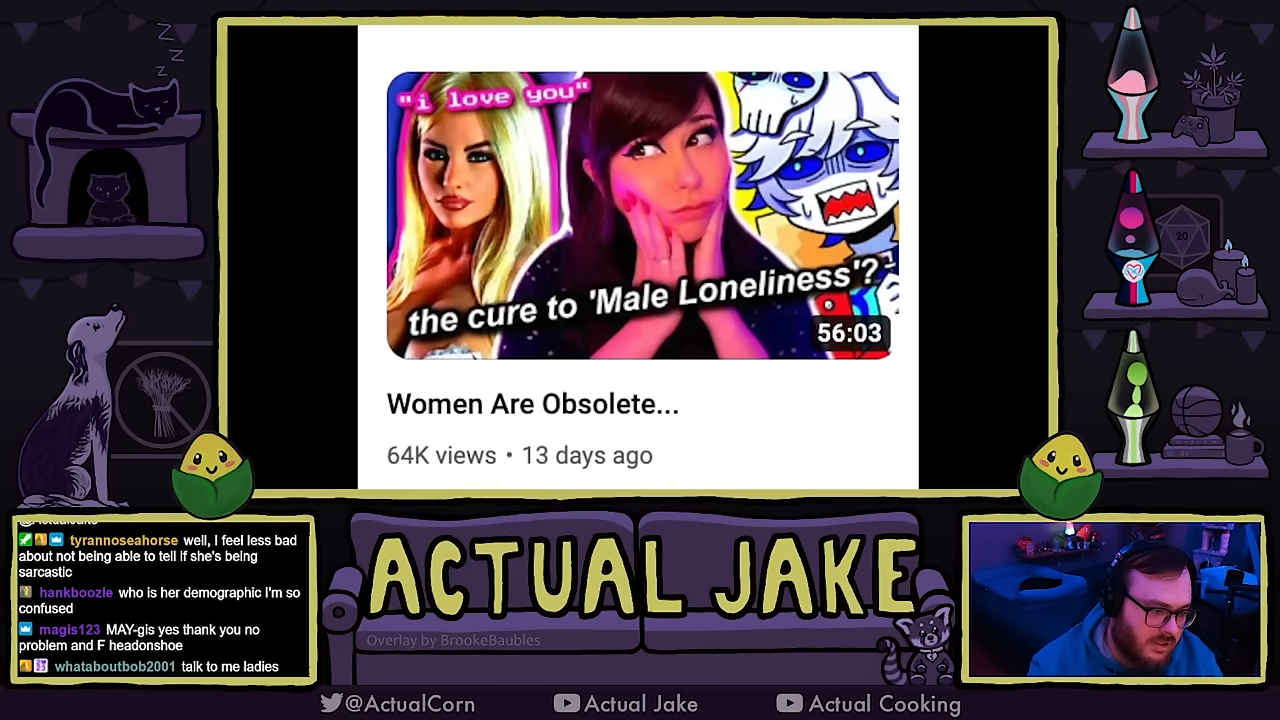 z
z
z
"i love you"
the cure to 'Male Loneliness'?
56:03
Women Are Obsolete...
64K views • 13 days ago
20
@ActualJake
tyrannoseahorse well, I feel less bad
about not being able to tell if she's being
sarcastic
hankboozle who is her demographic I'm so
confused
magis123 MAY-gis yes thank you no
problem and F headonshoe
whataboutbob2001 talk to me ladies
ACTUAL JAKE
Overlay by BrookeBaubles
@ActualCorn
Actual Jake
Actual Cooking